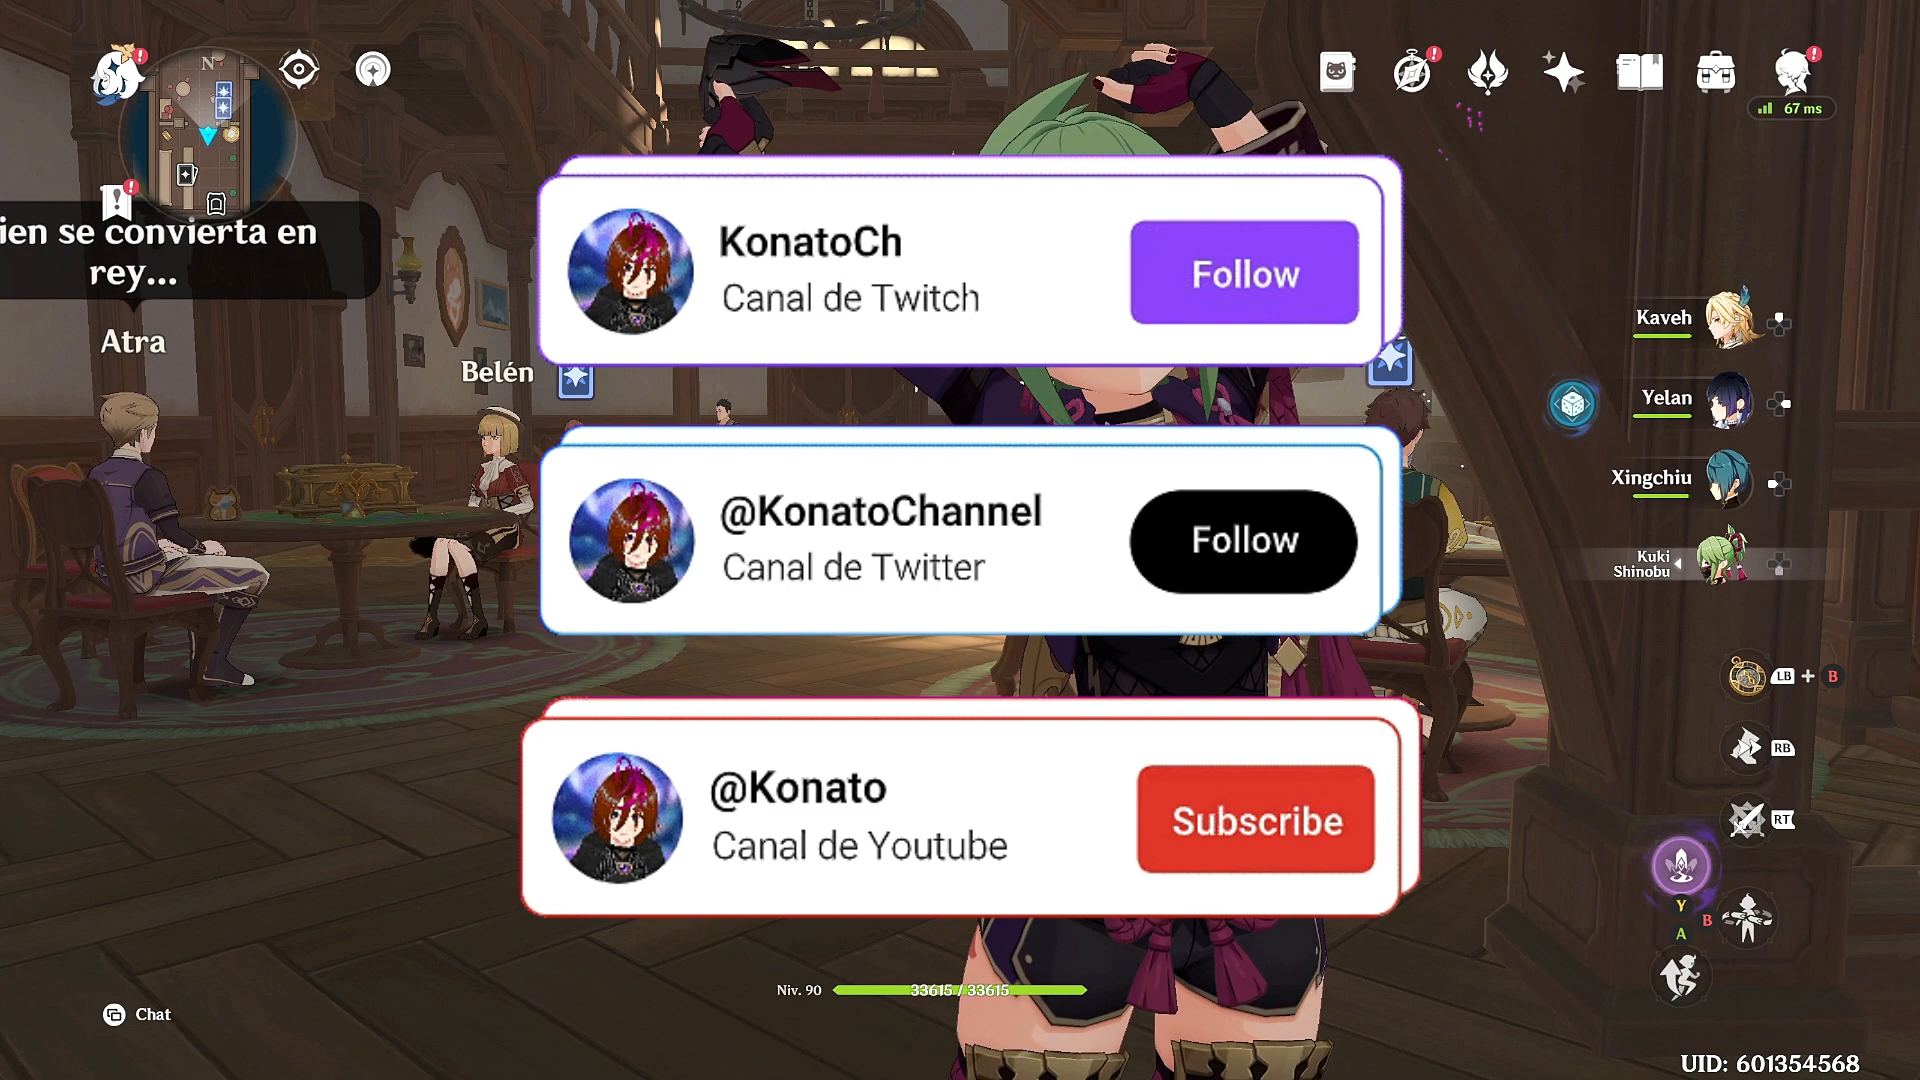 N
67 ms
ien se convierta en
rey...
Atra
Belén
KonatoCh
Canal de Twitch
Follow
@KonatoChannel
Canal de Twitter
Follow
@Konato
Canal de Youtube
Subscribe
Kaveh
Yelan
Xingchiu
Kuki
Shinobu
LB + B
RB
RT
Y
B
A
Niv. 90
33615 / 33615
Chat
UID: 601354568